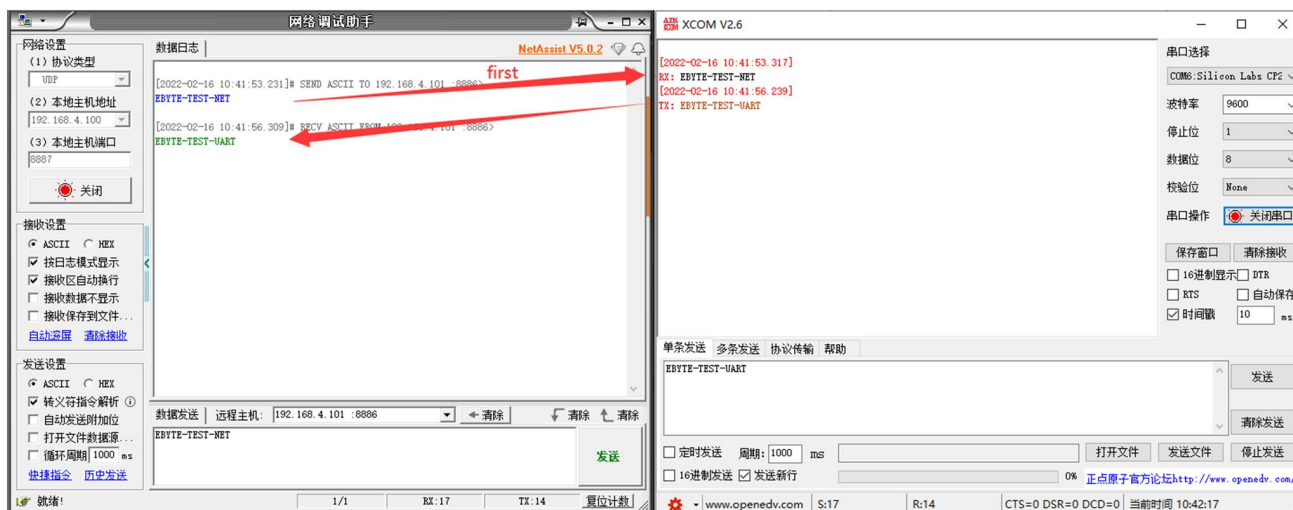 网络调试助手
网络设置
(1) 协议类型
UDP
(2) 本地主机地址
192.168.4.100
(3) 本地主机端口
8887
关闭
接收设置
ASCII HEX
按日志模式显示
接收区自动换行
接收数据不显示
接收保存到文件...
自动滚屏 清除接收
发送设置
ASCII HEX
转义符指令解析
自动发送附加位
打开文件数据源...
循环周期 1000 ms
快捷指令 历史发送
数据日志
NetAssist V5.0.2
first
[2022-02-16 10:41:53.231]# SEND ASCII TO 192.168.4.101 :8886>
EBYTE-TEST-NET
[2022-02-16 10:41:56.309]# RECV ASCII FROM 192.168.4.101 :8886>
EBYTE-TEST-UART
数据发送 远程主机: 192.168.4.101 :8886 清除 清除 清除
EBYTE-TEST-NET
发送
就绪! 1/1 RX:17 TX:14 复位计数
XCOM V2.6
[2022-02-16 10:41:53.317]
RX: EBYTE-TEST-NET
[2022-02-16 10:41:56.239]
TX: EBYTE-TEST-UART
串口选择
COM6:Silicon Labs CP2
波特率 9600
停止位 1
数据位 8
校验位 None
串口操作 关闭串口
保存窗口 清除接收
16进制显示 DTR
RTS 自动保存
时间戳 10 ms
单条发送 多条发送 协议传输 帮助
EBYTE-TEST-UART
发送
清除发送
定时发送 周期: 1000 ms 打开文件 发送文件 停止发送
16进制发送 发送新行 0% 正点原子官方论坛http://www.openedv.com/
www.openedv.com S:17 R:14 CTS=0 DSR=0 DCD=0 当前时间 10:42:17